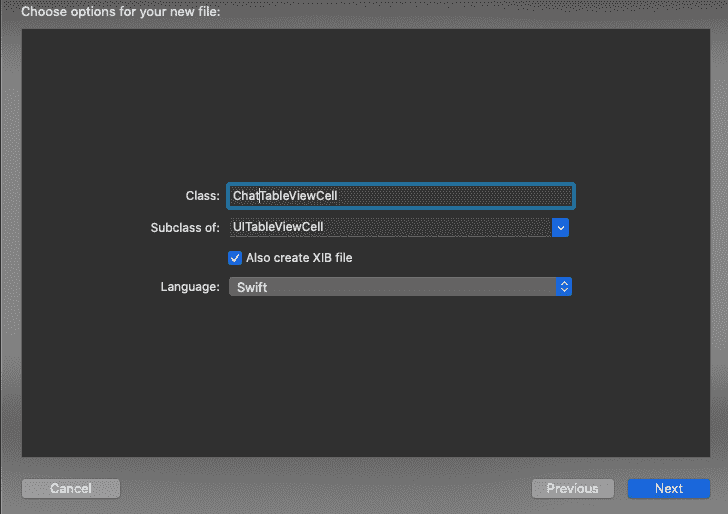 Choose options for your new file:
Class: ChatTableViewCell
Subclass of: UITableViewCell
Also create XIB file
Language: Swift
Cancel Previous Next